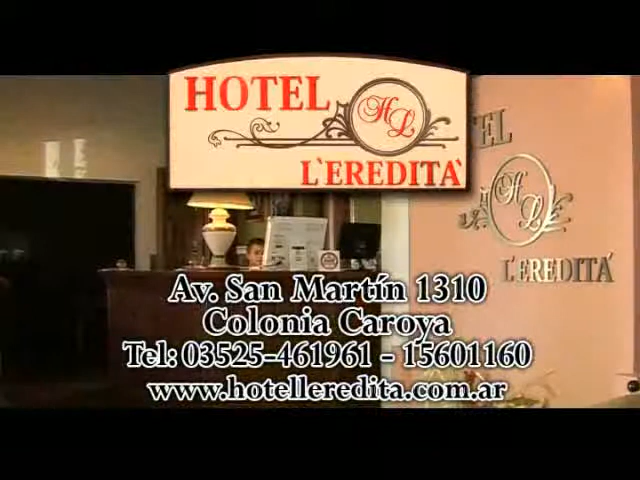 HOTEL
HL
L'EREDITA'
EL
HL
L'EREDITÁ
Av. San Martín 1310
Colonia Caroya
Tel: 03525-461961 - 15601160
www.hotelleredita.com.ar